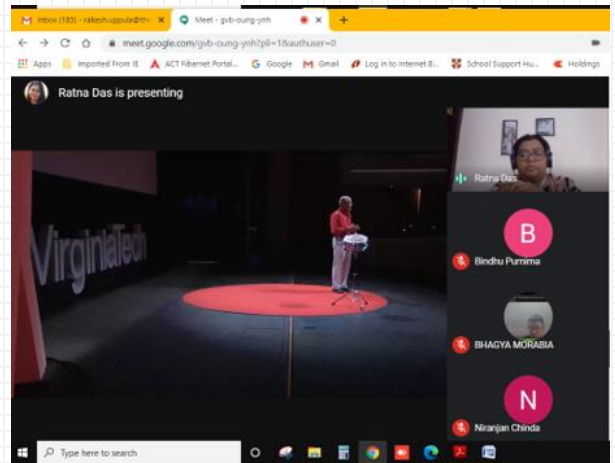 Inbox (183) - rakesh.uppula@th
Meet - gvb-oung-ynh
meet.google.com/gvb-oung-ynh?pli=1&authuser=0
Apps
Imported From IE
ACT Fibernet Portal...
Google
Gmail
Log in to Internet B...
School Support Hu...
Holdings
Ratna Das is presenting
VirginiaTech
Ratna Das
B
Bindhu Purnima
BHAGYA MORABIA
N
Niranjan Chinda
Type here to search